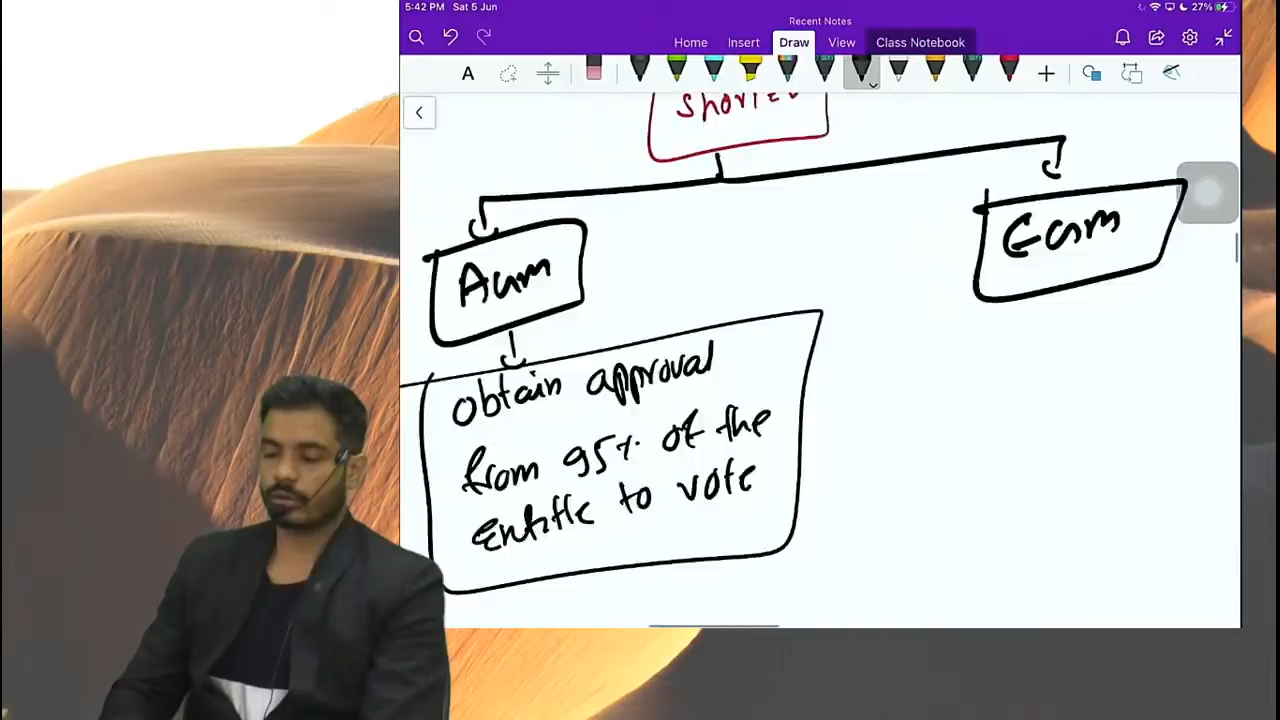 5:42 PM Sat 5 Jun
27%
Recent Notes
Home Insert Draw View Class Notebook
A
Shorter
Agm
Egm
obtain approval
from 95% of the
Entitle to vote